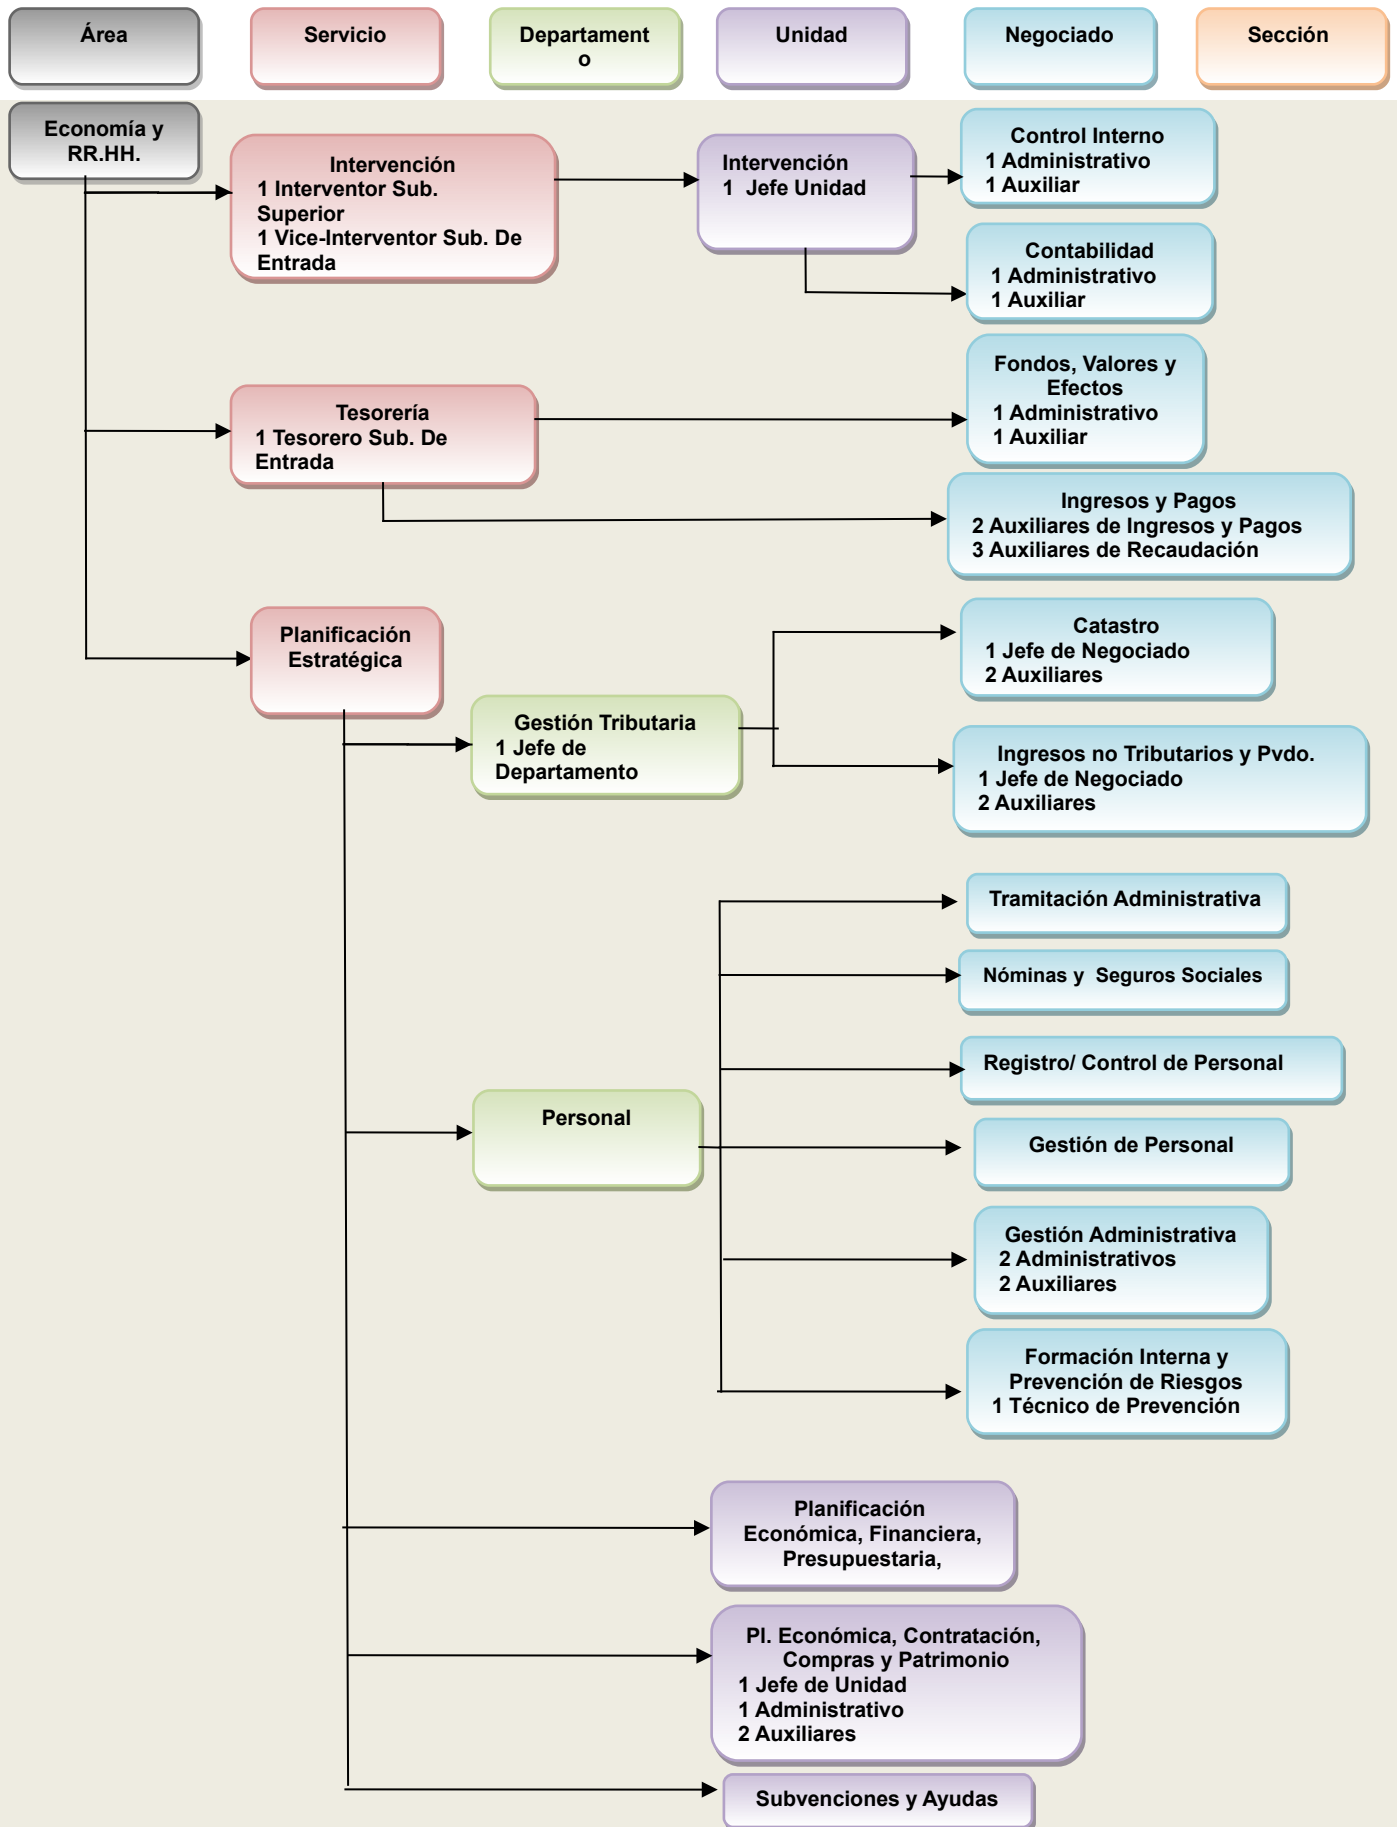 Área
Servicio
Departament
o
Unidad
Negociado
Sección
Economía y
RR.HH.
Intervención
1 Interventor Sub.
Superior
1 Vice-Interventor Sub. De
Entrada
Intervención
1  Jefe Unidad
Control Interno
1 Administrativo
1 Auxiliar
Contabilidad
1 Administrativo
1 Auxiliar
Tesorería
1 Tesorero Sub. De
Entrada
Fondos, Valores y
Efectos
1 Administrativo
1 Auxiliar
Ingresos y Pagos
2 Auxiliares de Ingresos y Pagos
3 Auxiliares de Recaudación
Planificación
Estratégica
Gestión Tributaria
1 Jefe de
Departamento
Catastro
1 Jefe de Negociado
2 Auxiliares
Ingresos no Tributarios y Pvdo.
1 Jefe de Negociado
2 Auxiliares
Personal
Tramitación Administrativa
Nóminas y  Seguros Sociales
Registro/ Control de Personal
Gestión de Personal
Gestión Administrativa
2 Administrativos
2 Auxiliares
Formación Interna y
Prevención de Riesgos
1 Técnico de Prevención
Planificación
Económica, Financiera,
Presupuestaria,
Pl. Económica, Contratación,
Compras y Patrimonio
1 Jefe de Unidad
1 Administrativo
2 Auxiliares
Subvenciones y Ayudas